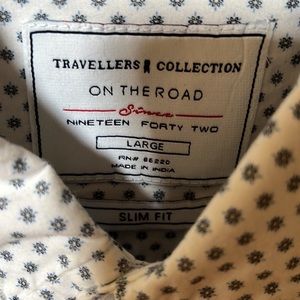 TRAVELLERS COLLECTION
ON THE ROAD
Since
NINETEEN FORTY TWO
LARGE
RN# 86220
MADE IN INDIA
SLIM FIT